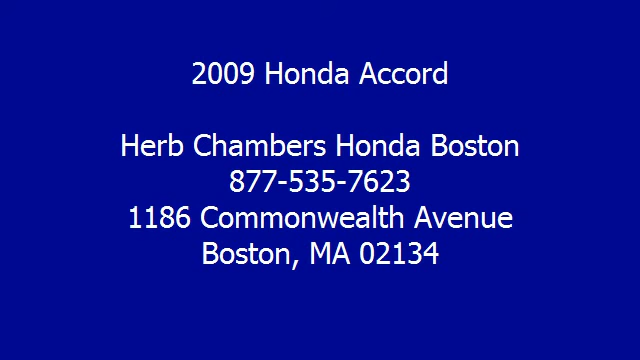 2009 Honda Accord
Herb Chambers Honda Boston
877-535-7623
1186 Commonwealth Avenue
Boston, MA 02134